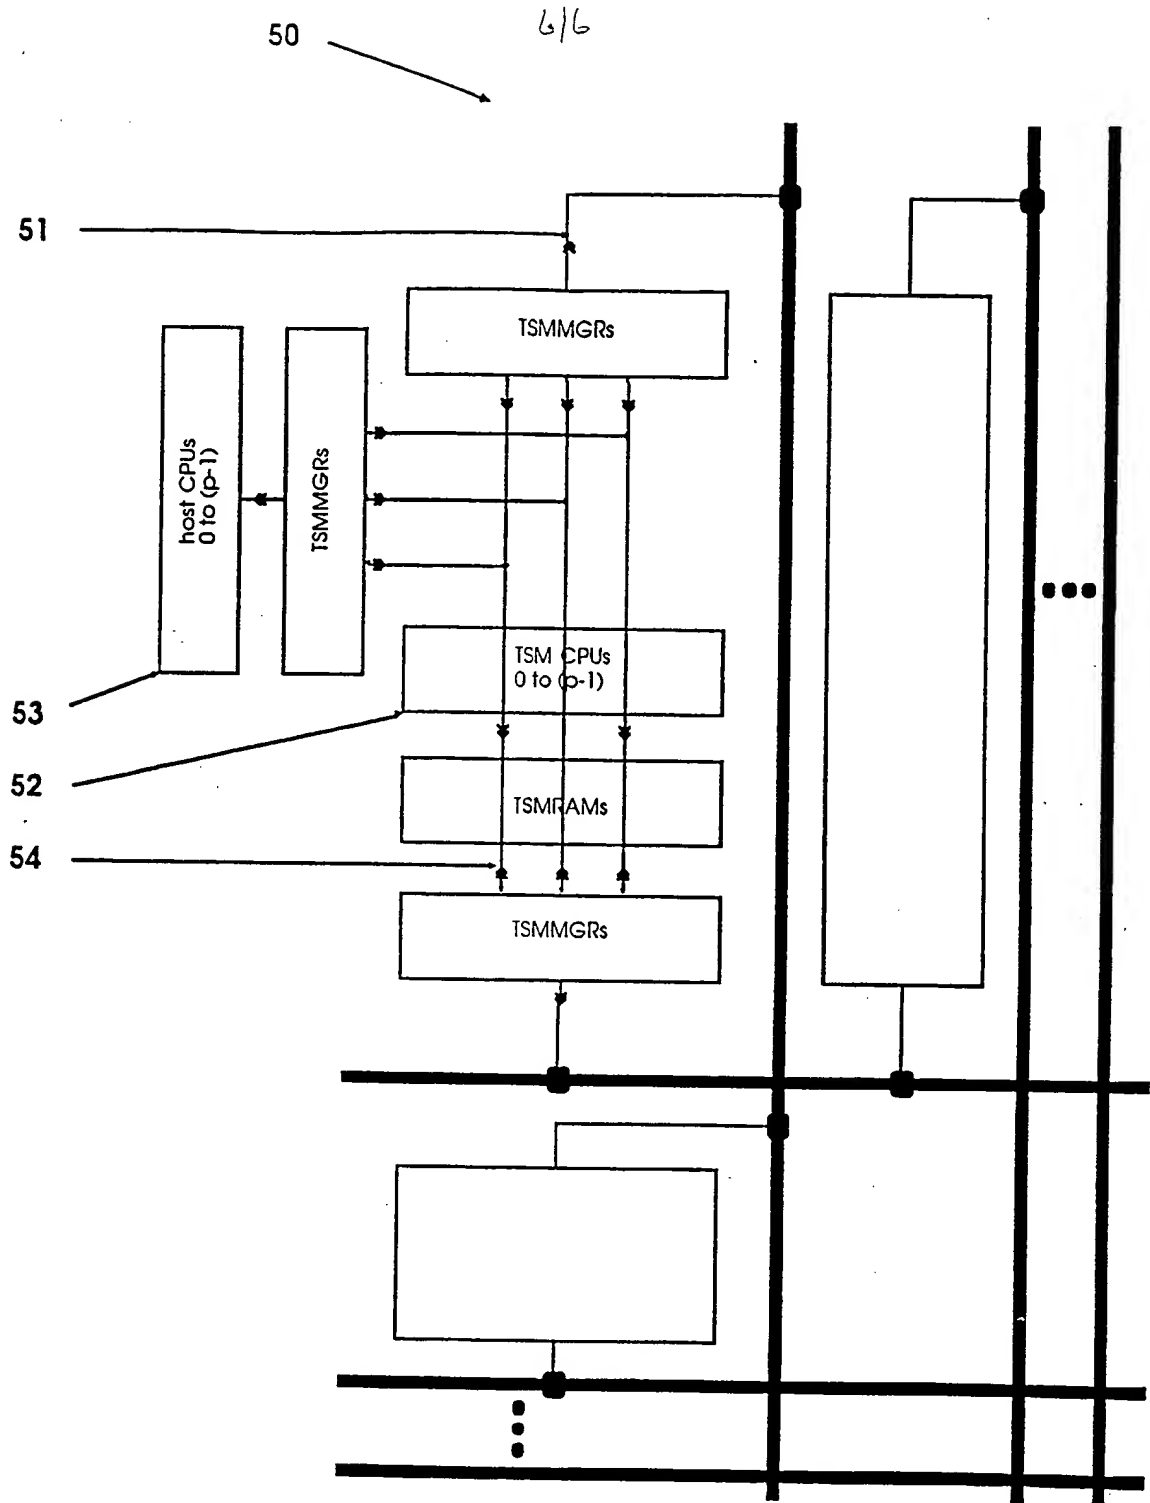 6/6
50
51
TSMMGRs
host CPUs
0 to (p-1)
TSMMGRs
TSM CPUs
0 to (p-1)
53
52
TSMRAMs
54
TSMMGRs